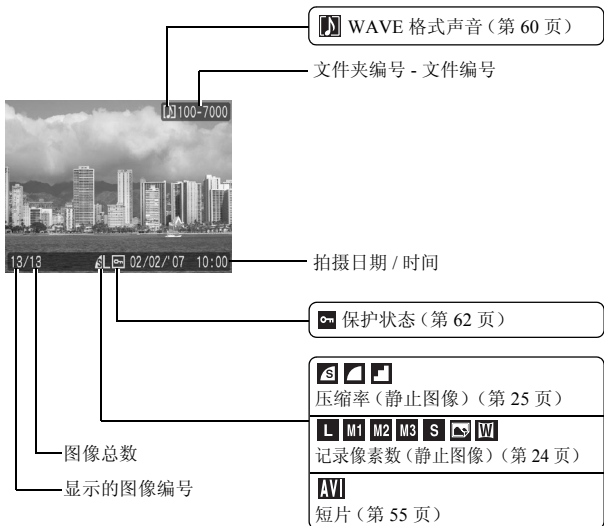 WAVE 格式声音（第 60 页）
文件夹编号 - 文件编号
100-7000
13/13 S L 02/02/'07 10:00
拍摄日期 / 时间
保护状态（第 62 页）
S
压缩率（静止图像）（第 25 页）
L M1 M2 M3 S W
记录像素数（静止图像）（第 24 页）
图像总数
显示的图像编号
AVI
短片（第 55 页）